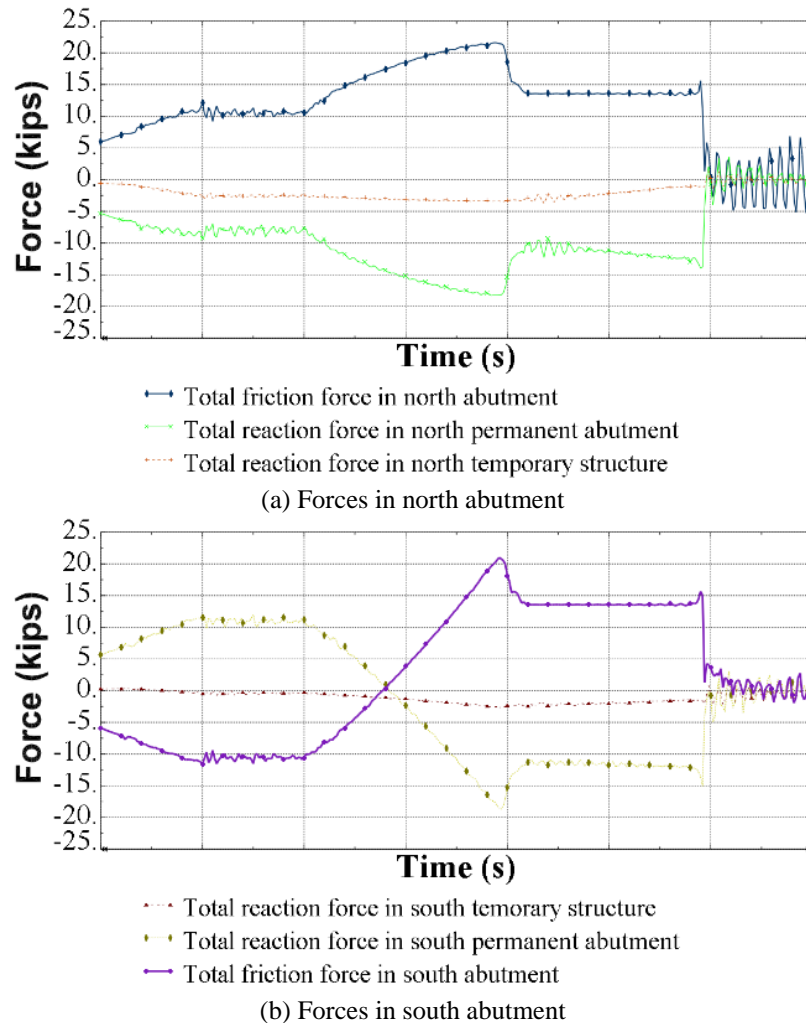 25.
20.
15.
10.
5.
0.
-5.
-10.
-15.
-20.
-25.
Force (kips)
Time (s)
Total friction force in north abutment
Total reaction force in north permanent abutment
Total reaction force in north temporary structure
(a) Forces in north abutment
25.
20.
15.
10.
5.
0.
-5.
-10.
-15.
-20.
-25.
Force (kips)
Time (s)
Total reaction force in south temorary structure
Total reaction force in south permanent abutment
Total friction force in south abutment
(b) Forces in south abutment